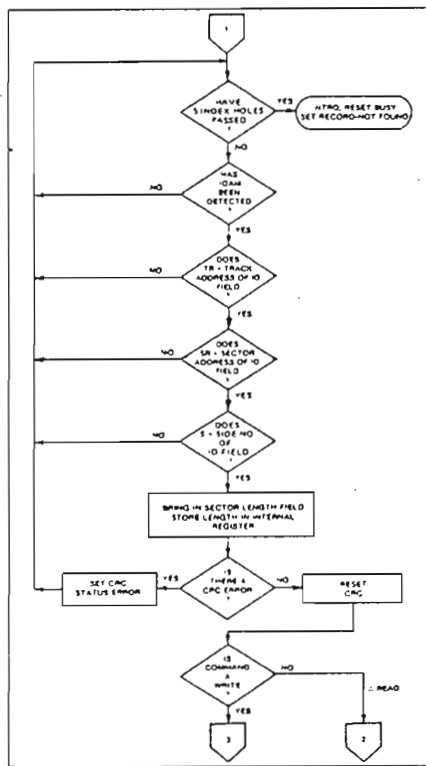 1
HAVE
5 INDEX HOLES
PASSED
?
YES
INTRQ, RESET BUSY
SET RECORD-NOT FOUND
NO
HAS
IDAM
BEEN
DETECTED
?
NO
YES
DOES
TR = TRACK
ADDRESS OF ID
FIELD
?
NO
YES
DOES
SR = SECTOR
ADDRESS OF ID
FIELD
?
NO
YES
DOES
S = SIDE NO
OF
ID FIELD
?
NO
YES
BRING IN SECTOR LENGTH FIELD
STORE LENGTH IN INTERNAL
REGISTER
IS
THERE A
CRC ERROR
?
YES
SET CRC
STATUS ERROR
NO
RESET
CRC
IS
COMMAND
A
WRITE
?
NO
∴ READ
YES
3
2